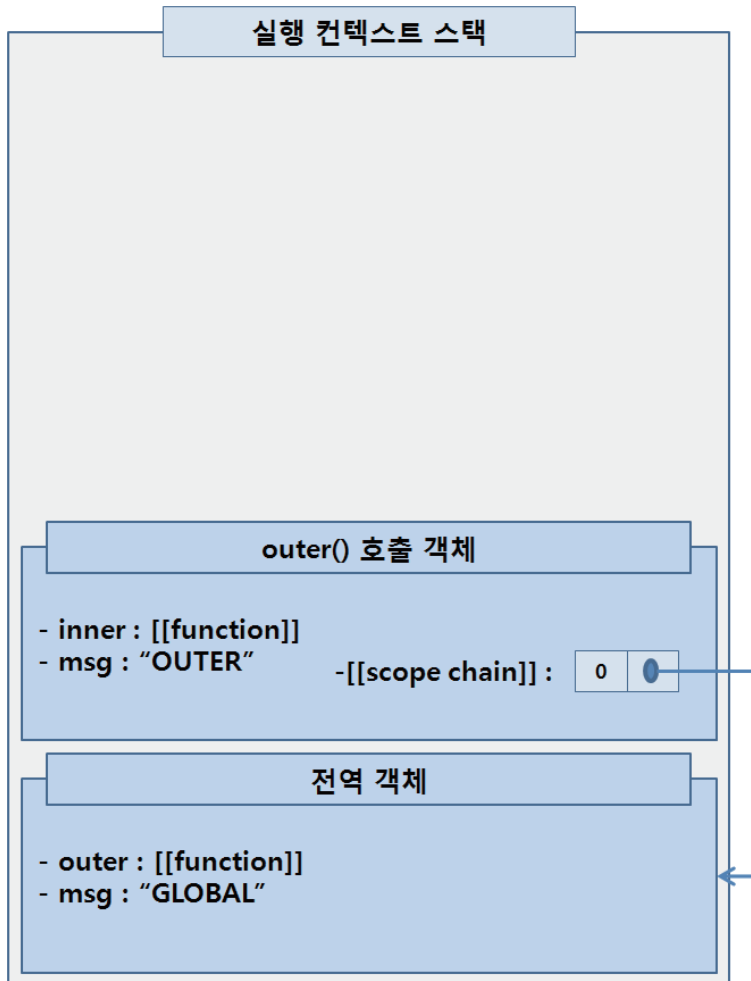 실행 컨텍스트 스택
outer() 호출 객체
- inner : [[function]]
- msg : “OUTER”
-[[scope chain]] :
0
전역 객체
- outer : [[function]]
- msg : “GLOBAL”